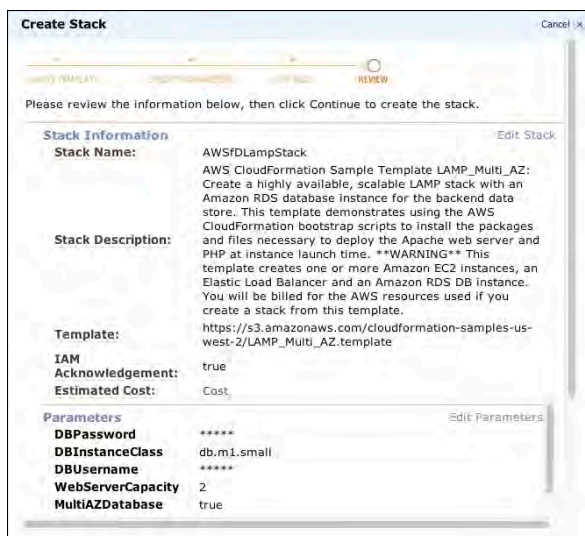 Create Stack
Cancel x
REVIEW
Please review the information below, then click Continue to create the stack.
Stack Information
Edit Stack
Stack Name:
AWSfDLampStack
Stack Description:
AWS CloudFormation Sample Template LAMP_Multi_AZ:
Create a highly available, scalable LAMP stack with an
Amazon RDS database instance for the backend data
store. This template demonstrates using the AWS
CloudFormation bootstrap scripts to install the packages
and files necessary to deploy the Apache web server and
PHP at instance launch time. **WARNING** This
template creates one or more Amazon EC2 instances, an
Elastic Load Balancer and an Amazon RDS DB instance.
You will be billed for the AWS resources used if you
create a stack from this template.
Template:
https://s3.amazonaws.com/cloudformation-samples-us-
west-2/LAMP_Multi_AZ.template
IAM
Acknowledgement:
true
Estimated Cost:
Cost
Parameters
Edit Parameters
DBPassword
*****
DBInstanceClass
db.m1.small
DBUsername
*****
WebServerCapacity
2
MultiAZDatabase
true